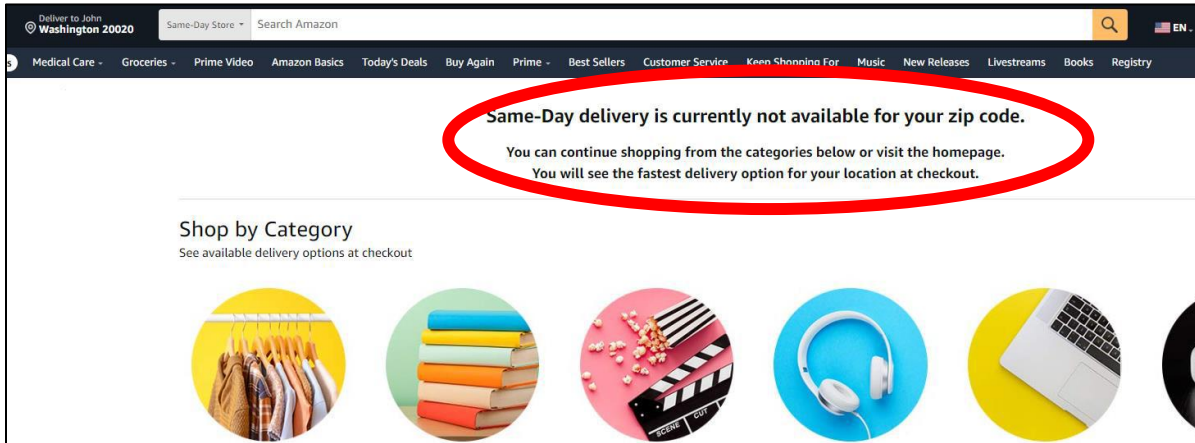 Deliver to John
Washington 20020
Same-Day Store
Search Amazon
EN
s
Medical Care
Groceries
Prime Video
Amazon Basics
Today's Deals
Buy Again
Prime
Best Sellers
Customer Service
Keep Shopping For
Music
New Releases
Livestreams
Books
Registry
Same-Day delivery is currently not available for your zip code.
You can continue shopping from the categories below or visit the homepage.
You will see the fastest delivery option for your location at checkout.
Shop by Category
See available delivery options at checkout
SCENE CUT